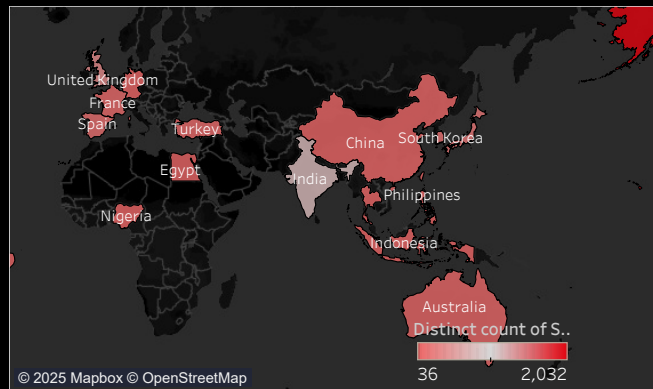 United Kingdom
France
Spain
Turkey
China
South Korea
Egypt
India
Philippines
Nigeria
Indonesia
Australia
Distinct count of S..
36 2,032
© 2025 Mapbox © OpenStreetMap